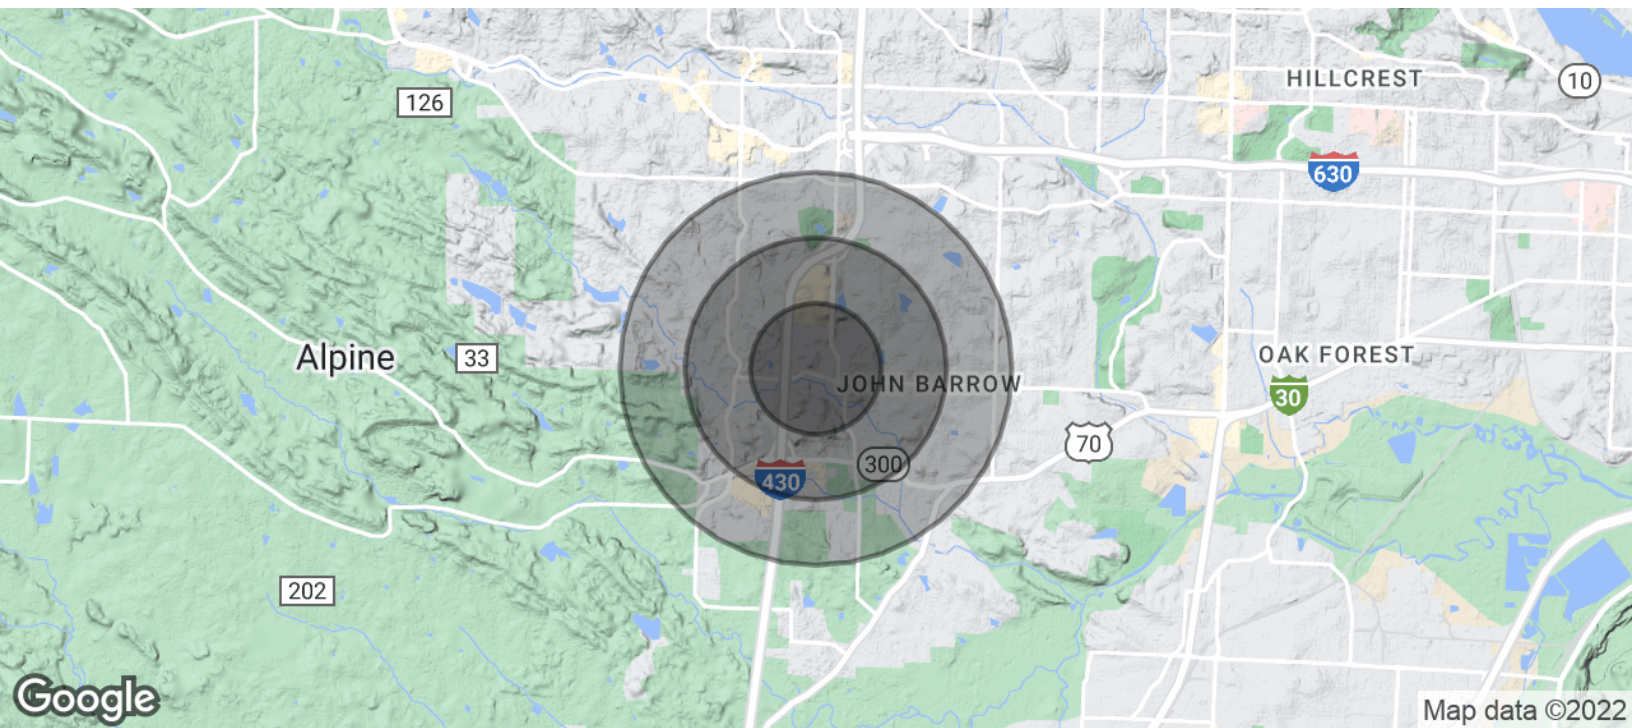 HILLCREST
10
126
630
Alpine
33
OAK FOREST
JOHN BARROW
30
70
300
430
202
Google
Map data ©2022